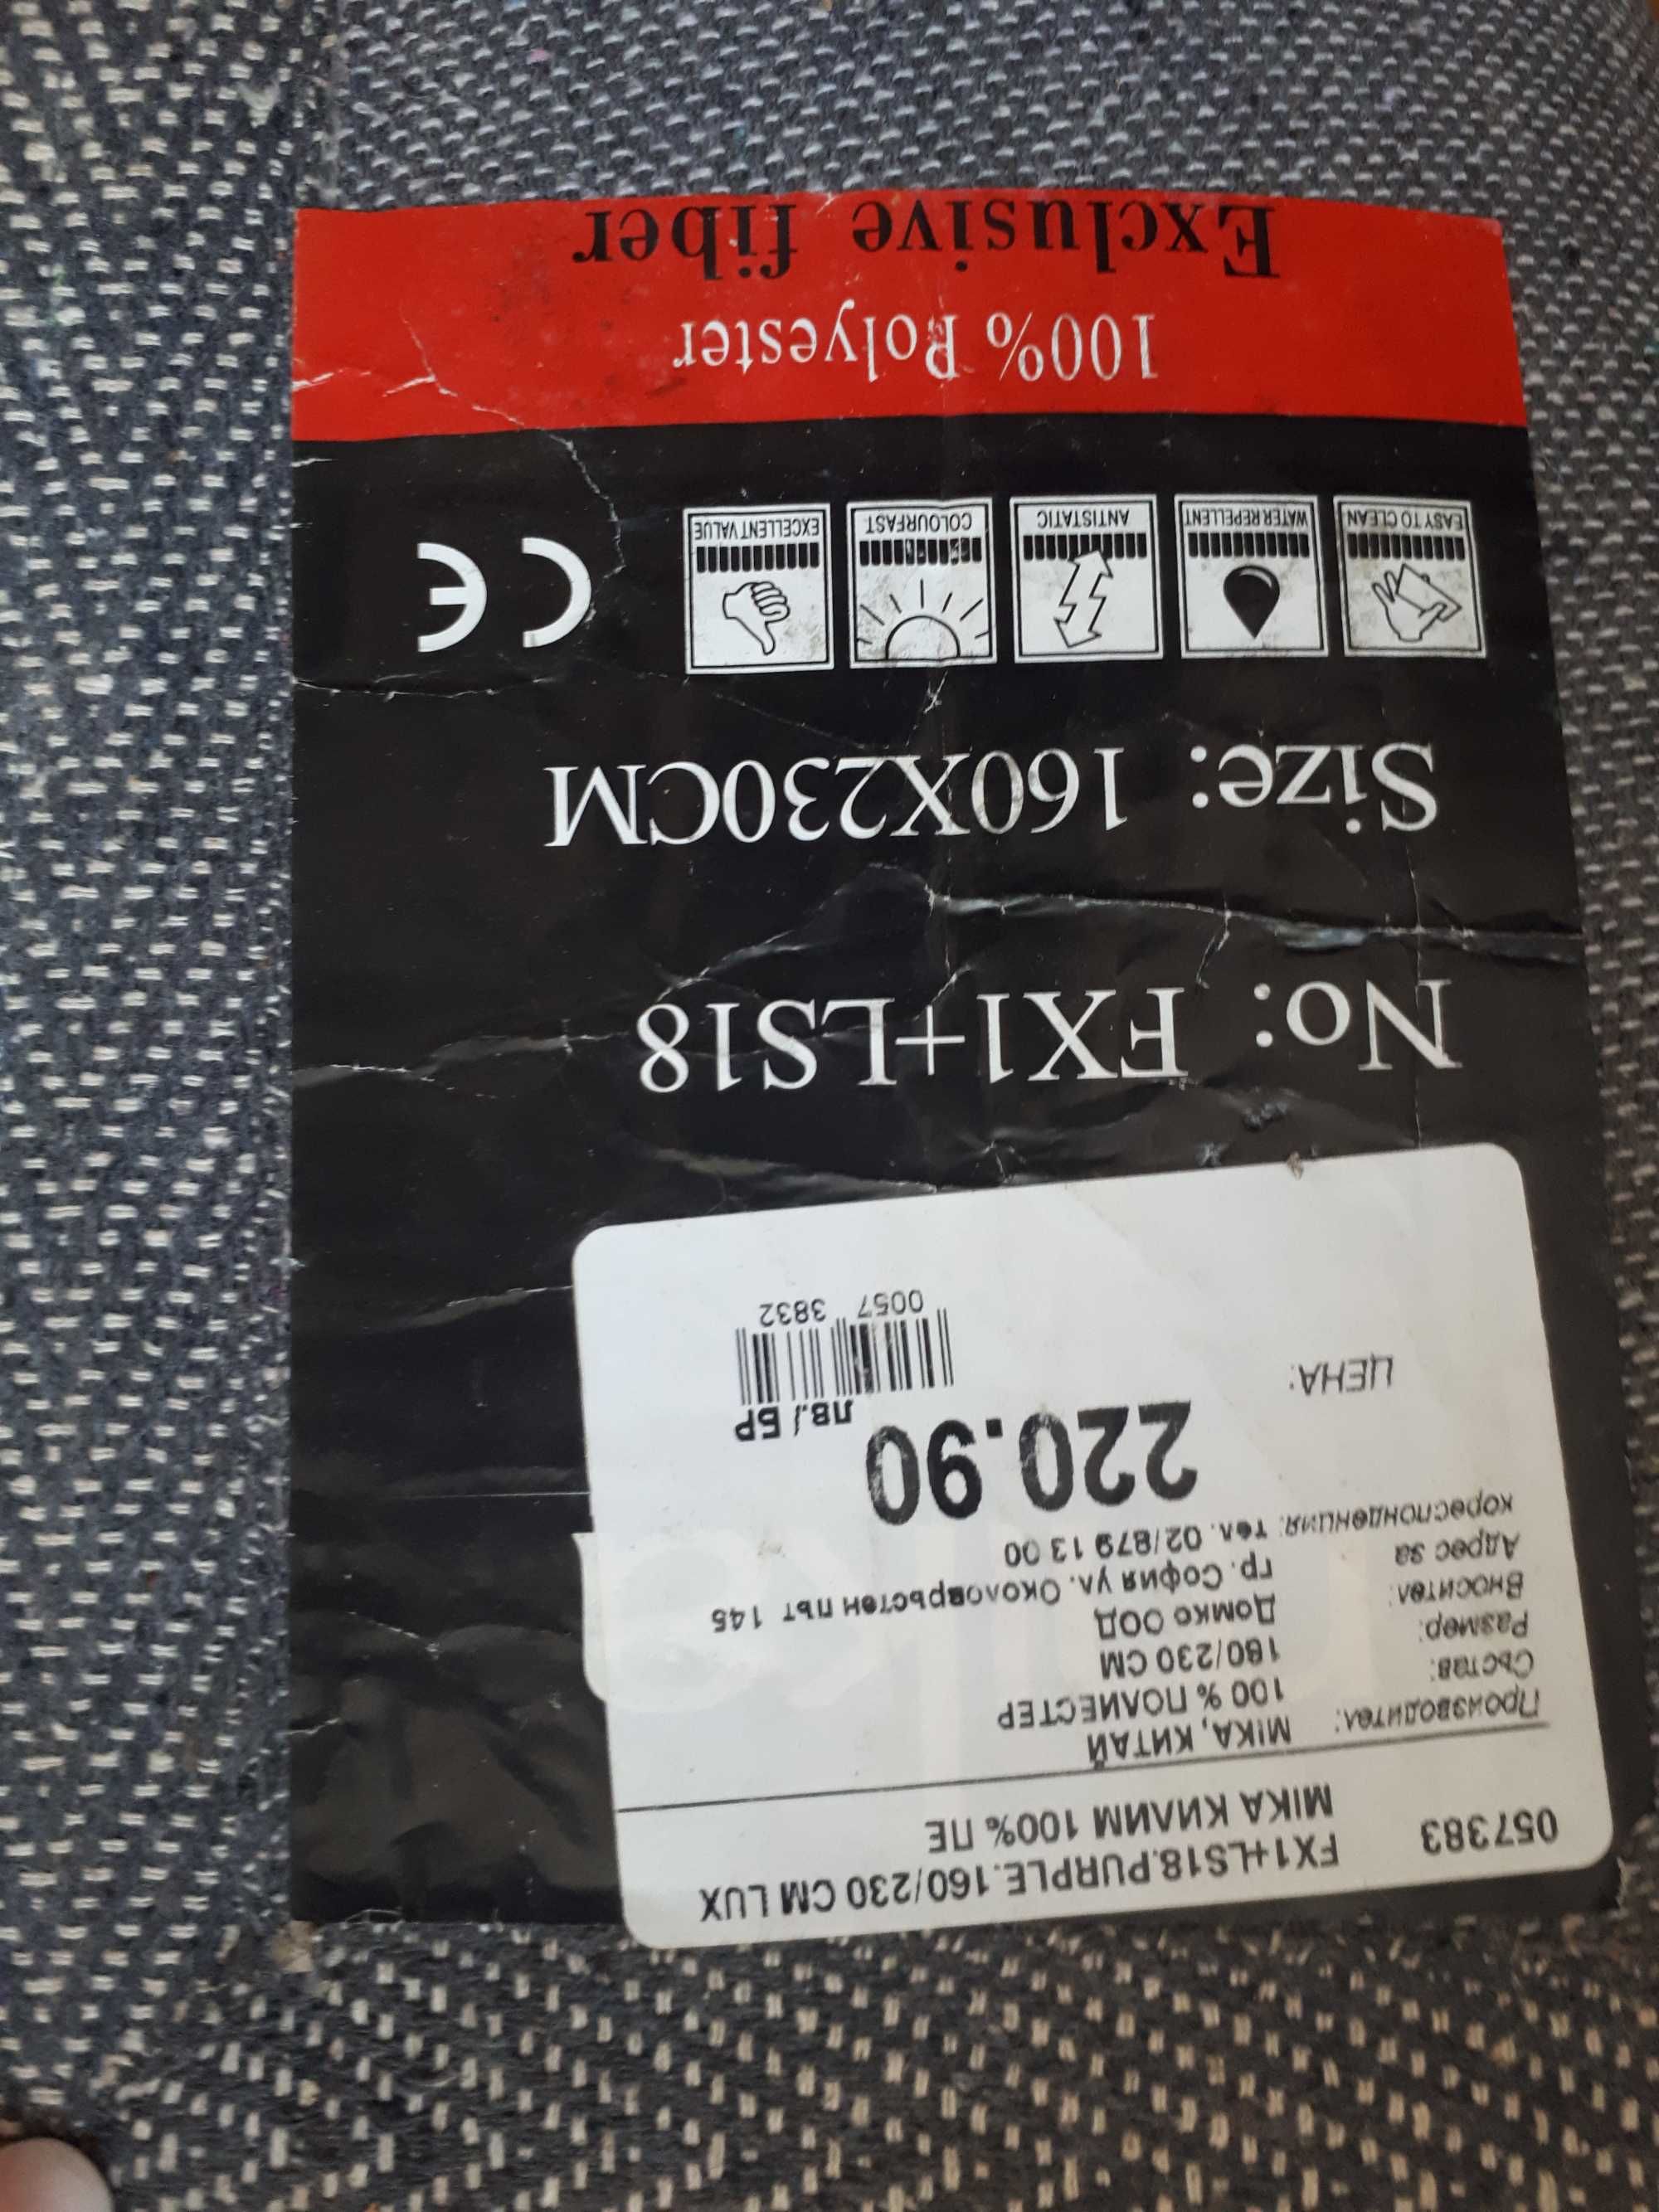 057383
FX1+LS18.PURPLE.160/230 CM LUX
MIKA КИЛИМ 100% ПЕ
Производител: MIKA, КИТАЙ
Състав: 100 % ПОЛИЕСТЕР
Размер: 160/230 СМ
Вносител: Домко ООД
Адрес за гр. София ул. Околовръстен път 145
кореспонденция: тел. 02/879 13 00
ЦЕНА: 220.90 лв./ БР
0057 3832
No: FX1+LS18
Size: 160X230CM
EASY TO CLEAN
WATER REPELLENT
ANTISTATIC
COLOURFAST
EXCELLENT VALUE
CE
100% Polyester
Exclusive fiber